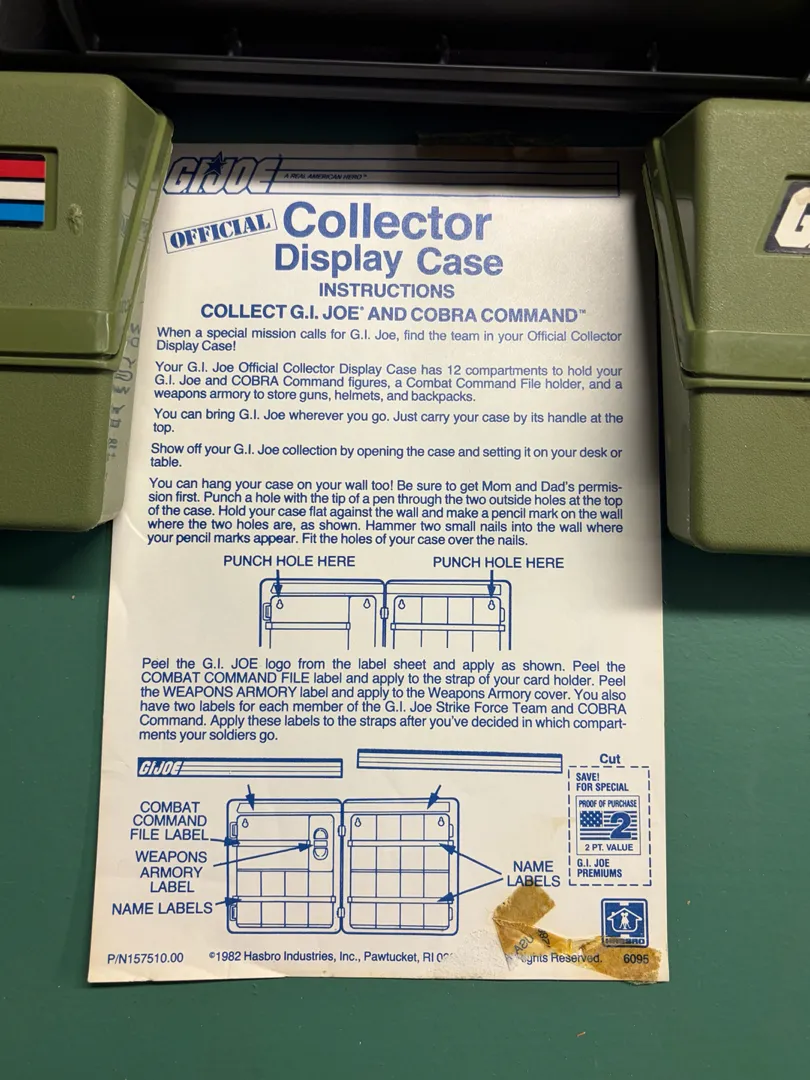 GI JOE A REAL AMERICAN HERO™
OFFICIAL Collector
Display Case
INSTRUCTIONS
COLLECT G.I. JOE® AND COBRA COMMAND™
When a special mission calls for G.I. Joe, find the team in your Official Collector
Display Case!
Your G.I. Joe Official Collector Display Case has 12 compartments to hold your
G.I. Joe and COBRA Command figures, a Combat Command File holder, and a
weapons armory to store guns, helmets, and backpacks.
You can bring G.I. Joe wherever you go. Just carry your case by its handle at the
top.
Show off your G.I. Joe collection by opening the case and setting it on your desk or
table.
You can hang your case on your wall too! Be sure to get Mom and Dad's permis-
sion first. Punch a hole with the tip of a pen through the two outside holes at the top
of the case. Hold your case flat against the wall and make a pencil mark on the wall
where the two holes are, as shown. Hammer two small nails into the wall where
your pencil marks appear. Fit the holes of your case over the nails.
PUNCH HOLE HERE PUNCH HOLE HERE
Peel the G.I. JOE logo from the label sheet and apply as shown. Peel the
COMBAT COMMAND FILE label and apply to the strap of your card holder. Peel
the WEAPONS ARMORY label and apply to the Weapons Armory cover. You also
have two labels for each member of the G.I. Joe Strike Force Team and COBRA
Command. Apply these labels to the straps after you've decided in which compart-
ments your soldiers go.
GI JOE
Cut
SAVE!
FOR SPECIAL
PROOF OF PURCHASE
2
2 PT. VALUE
G.I. JOE
PREMIUMS
COMBAT
COMMAND
FILE LABEL
WEAPONS
ARMORY
LABEL
NAME LABELS
NAME
LABELS
HASBRO
P/N157510.00 ©1982 Hasbro Industries, Inc., Pawtucket, RI Reserved. 6095